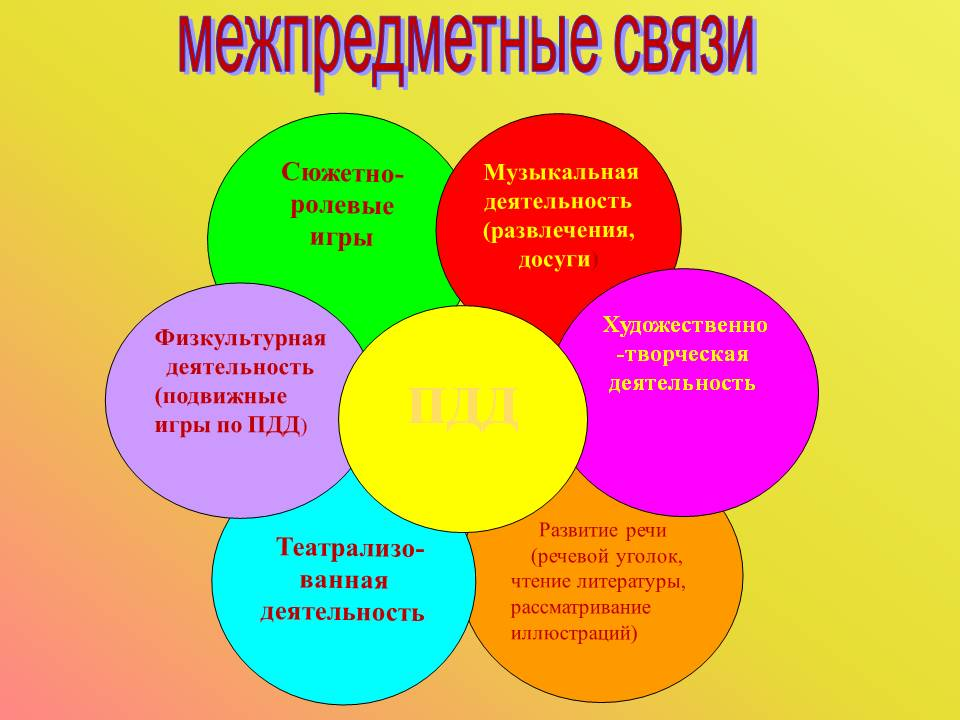 межпредметные связи
Сюжетно-
ролевые
игры
Музыкальная
деятельность
(развлечения,
досуги)
Художественно
-творческая
деятельность
Физкультурная
деятельность
(подвижные
игры по ПДД)
ПДД
Театрализо-
ванная
деятельность
Развитие речи
(речевой уголок,
чтение литературы,
рассматривание
иллюстраций)